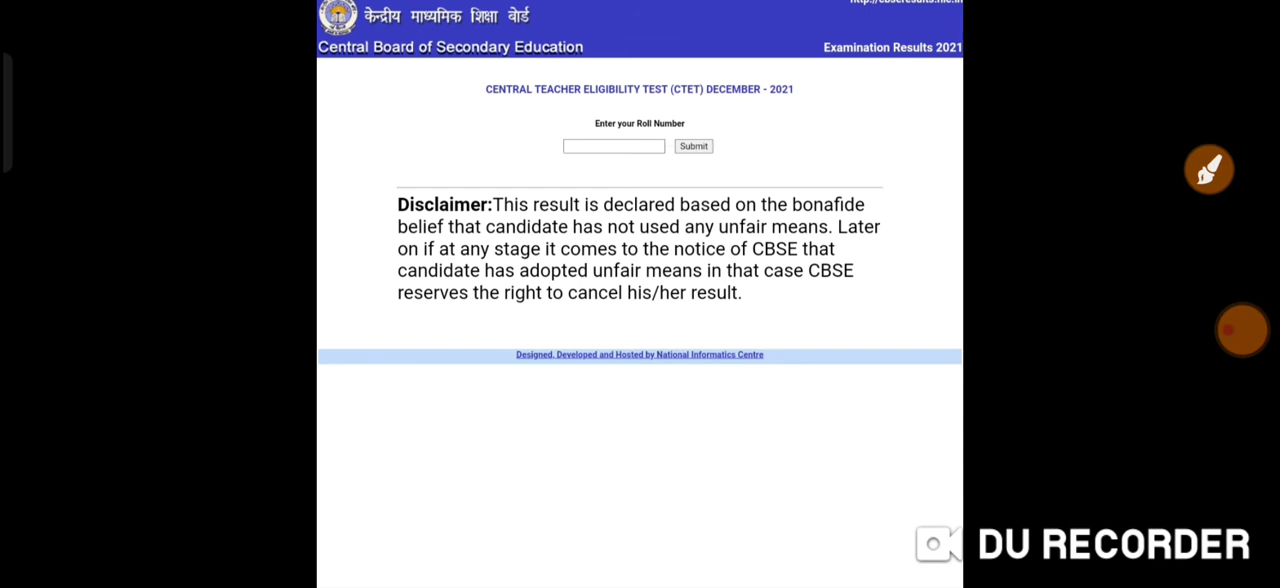 केन्द्रीय माध्यमिक शिक्षा बोर्ड
Central Board of Secondary Education
Examination Results 2021
CENTRAL TEACHER ELIGIBILITY TEST (CTET) DECEMBER - 2021
Enter your Roll Number
Submit
Disclaimer:This result is declared based on the bonafide
belief that candidate has not used any unfair means. Later
on if at any stage it comes to the notice of CBSE that
candidate has adopted unfair means in that case CBSE
reserves the right to cancel his/her result.
Designed, Developed and Hosted by National Informatics Centre
DU RECORDER